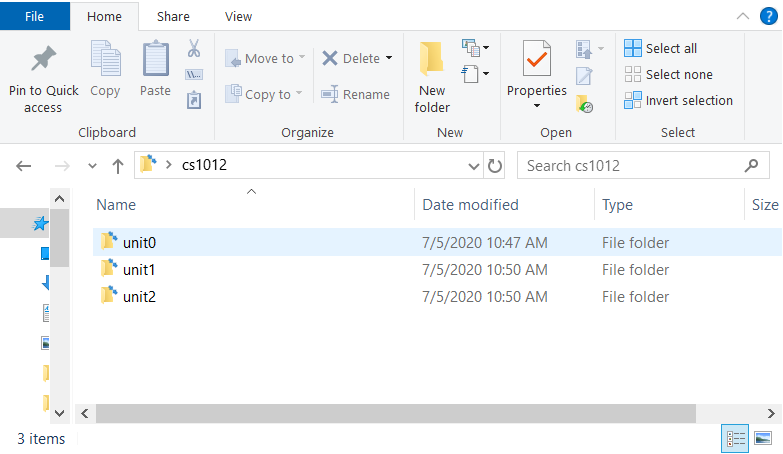 File Home Share View
Pin to Quick access
Copy
Paste
Move to
Copy to
Delete
Rename
New folder
Properties
Select all
Select none
Invert selection
Clipboard Organize New Open Select
cs1012
Search cs1012
Name Date modified Type Size
unit0 7/5/2020 10:47 AM File folder
unit1 7/5/2020 10:50 AM File folder
unit2 7/5/2020 10:50 AM File folder
3 items